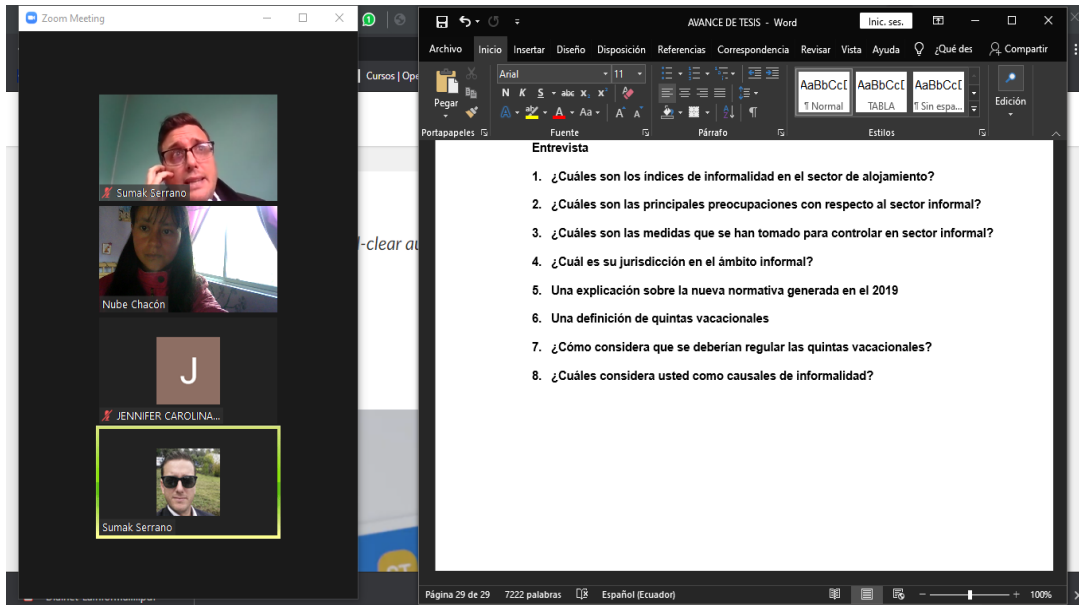 Zoom Meeting
Sumak Serrano
Nube Chacón
J
JENNIFER CAROLINA...
Sumak Serrano
1
Cursos | Ope
-clear au
AVANCE DE TESIS - Word
Inic. ses.
Archivo Inicio Insertar Diseño Disposición Referencias Correspondencia Revisar Vista Ayuda ¿Qué des Compartir
Pegar
Arial 11
N K S abc x, x²
Aa A A
AaBbCcI AaBbCcI AaBbCcI
¶ Normal TABLA ¶ Sin espa...
Edición
Portapapeles Fuente Párrafo Estilos
Entrevista
1. ¿Cuáles son los índices de informalidad en el sector de alojamiento?
2. ¿Cuáles son las principales preocupaciones con respecto al sector informal?
3. ¿Cuáles son las medidas que se han tomado para controlar en sector informal?
4. ¿Cuál es su jurisdicción en el ámbito informal?
5. Una explicación sobre la nueva normativa generada en el 2019
6. Una definición de quintas vacacionales
7. ¿Cómo considera que se deberían regular las quintas vacacionales?
8. ¿Cuáles considera usted como causales de informalidad?
Página 29 de 29 7222 palabras Español (Ecuador) 100%